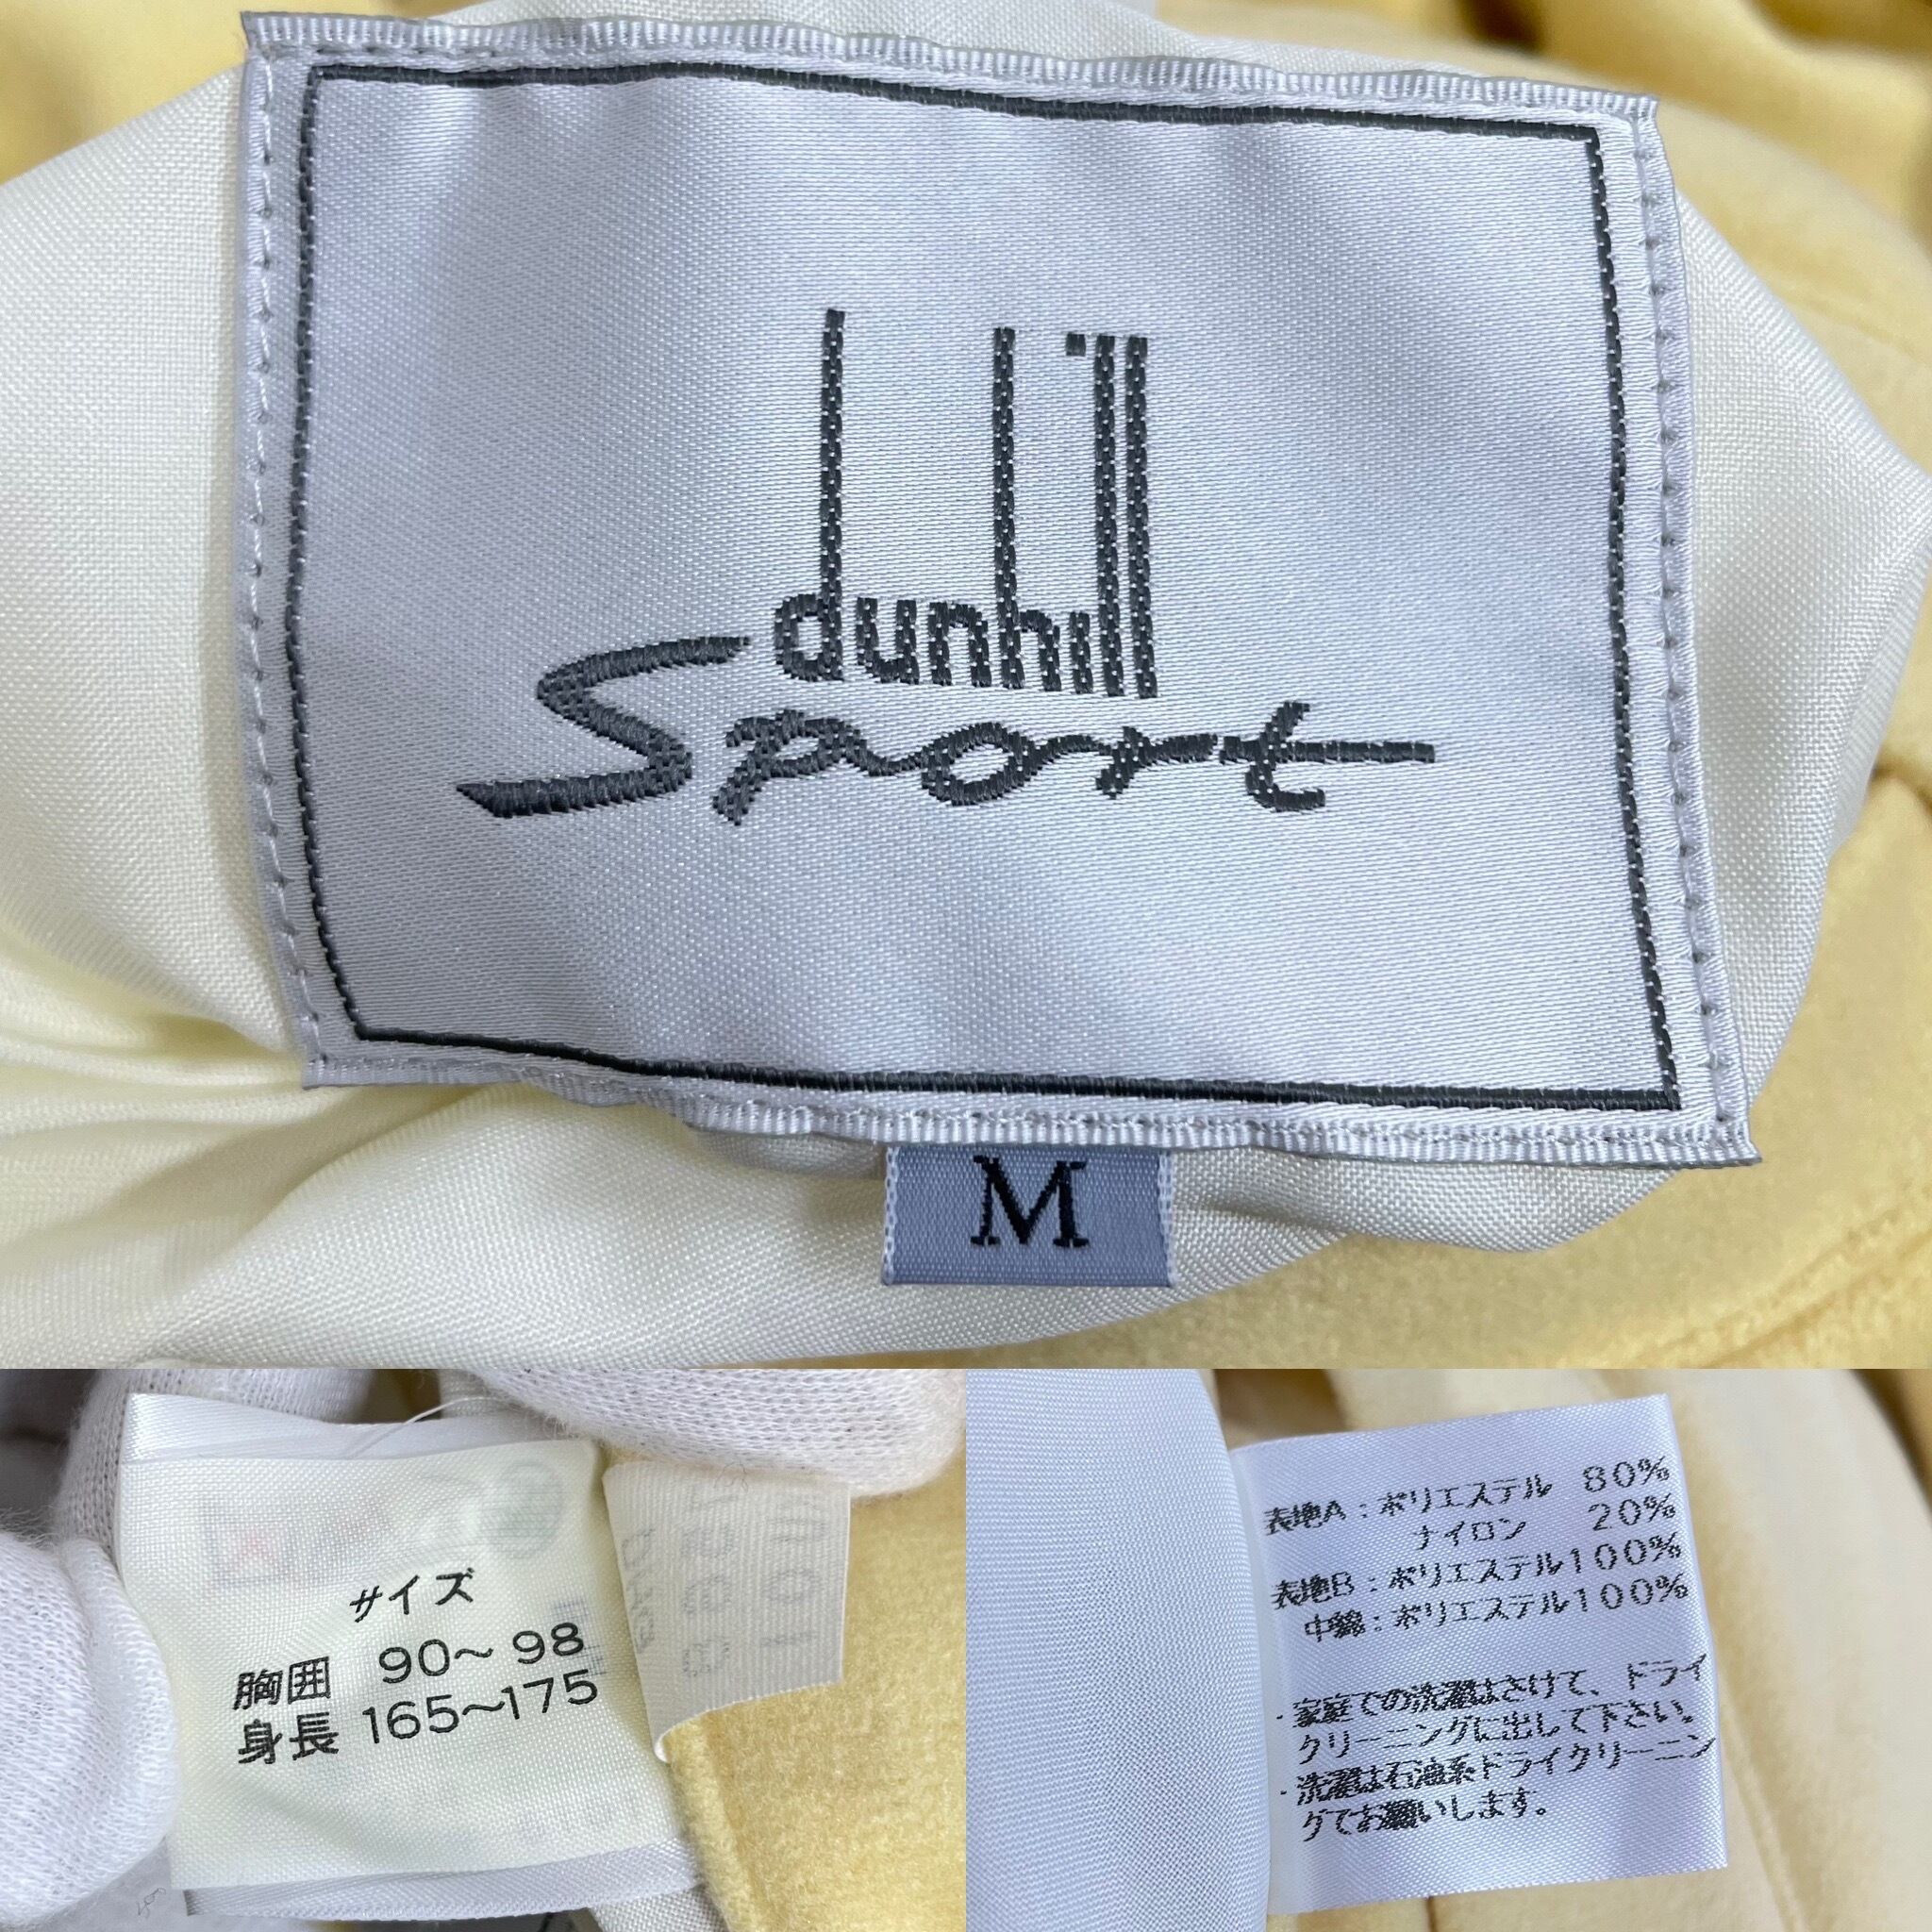 dunhill
Sport
M
サイズ
胸囲 90～98
身長 165～175
表地A：ポリエステル 80%
ナイロン 20%
表地B：ポリエステル100%
中綿：ポリエステル100%
・家庭での洗濯はさけて、ドライ
クリーニングに出して下さい。
・洗濯は石油系ドライクリーニン
グでお願いします。